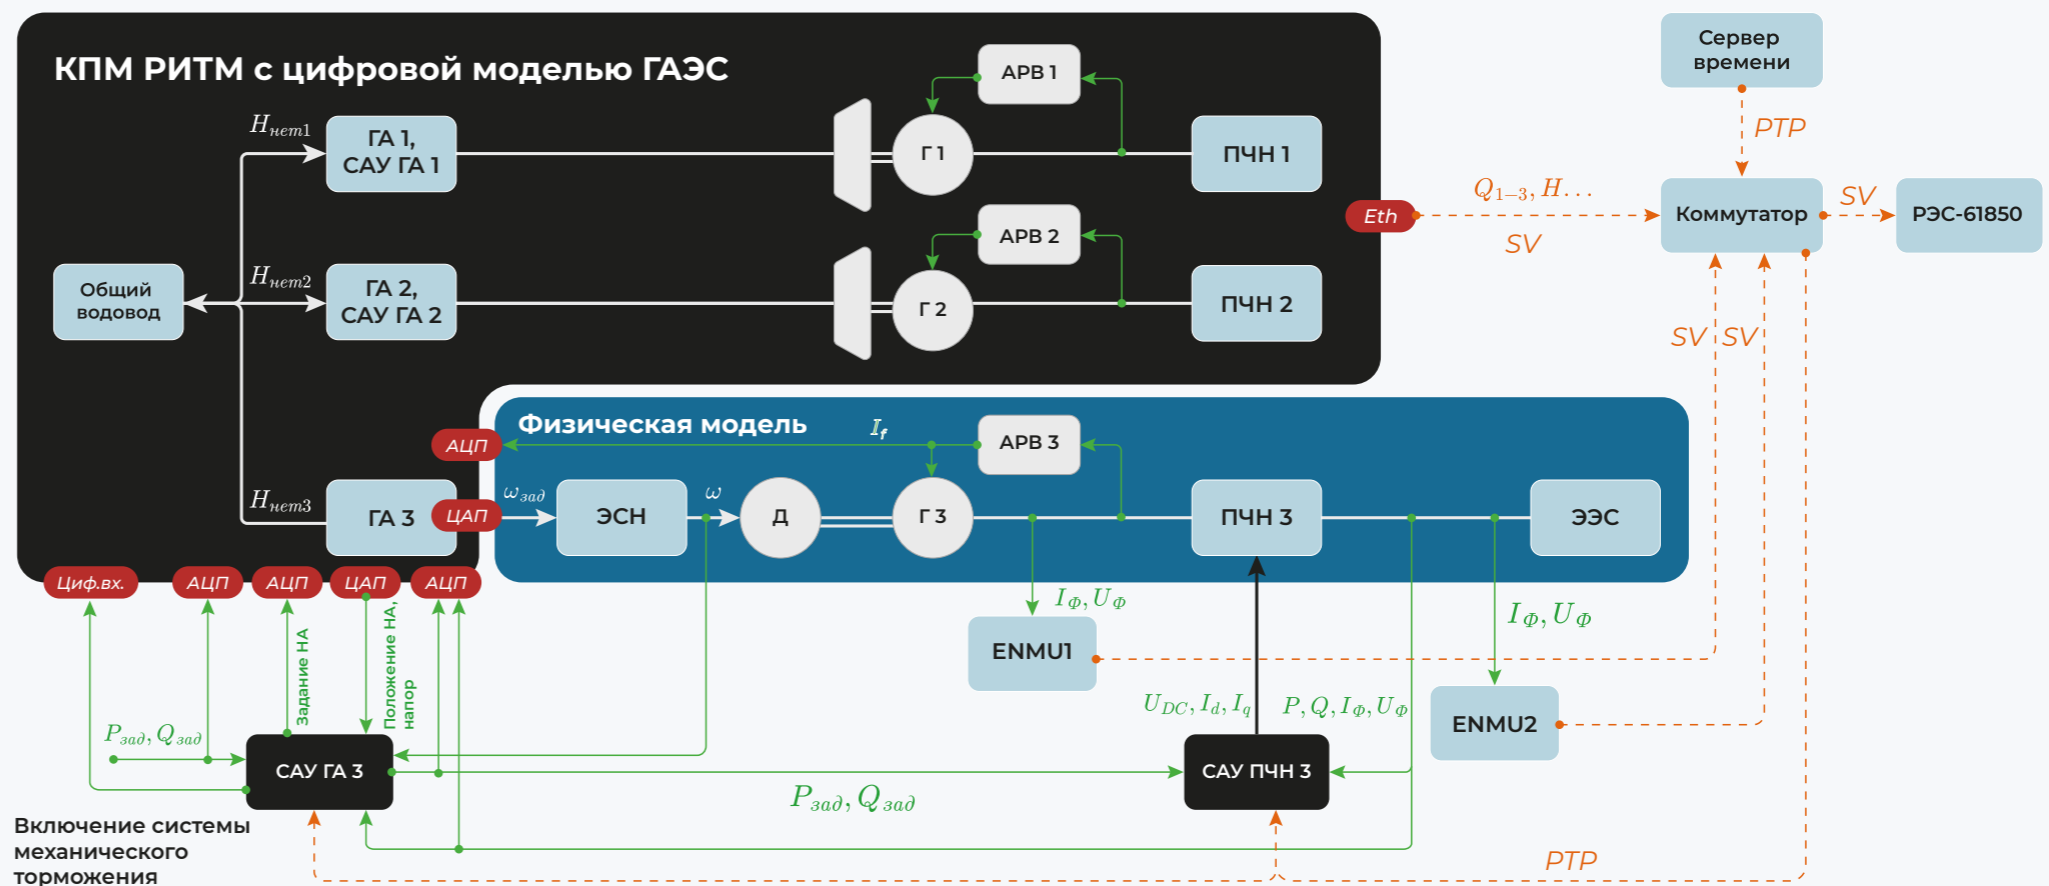 КПМ РИТМ с цифровой моделью ГАЭС
АРВ 1
Сервер
времени
PTP
Hнет1
ГА 1,
САУ ГА 1
Г 1
ПЧН 1
Q1–3, H...
Eth
SV
Коммутатор
SV
РЭС-61850
АРВ 2
Общий
водовод
Hнет2
ГА 2,
САУ ГА 2
Г 2
ПЧН 2
SV
SV
Физическая модель
If
АРВ 3
АЦП
Hнет3
ГА 3
ЦАП
ωзад
ЭСН
ω
Д
Г 3
ПЧН 3
ЭЭС
Циф.вх.
АЦП
АЦП
ЦАП
АЦП
Задание НА
Положение НА,
напор
IФ, UФ
IФ, UФ
ENMU1
ENMU2
UDC, Id, Iq
P, Q, IФ, UФ
Pзад, Qзад
САУ ГА 3
САУ ПЧН 3
Pзад, Qзад
Включение системы
механического
торможения
PTP